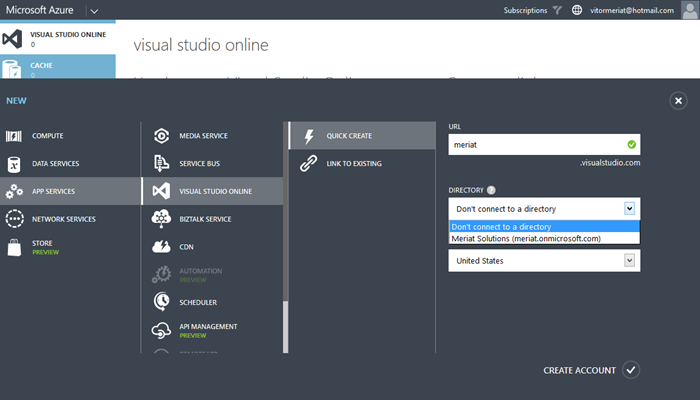 Microsoft Azure
Subscriptions
vitormeriat@hotmail.com
VISUAL STUDIO ONLINE
0
CACHE
0
visual studio online
NEW
COMPUTE
DATA SERVICES
APP SERVICES
NETWORK SERVICES
STORE
PREVIEW
MEDIA SERVICE
SERVICE BUS
VISUAL STUDIO ONLINE
BIZTALK SERVICE
CDN
AUTOMATION
PREVIEW
SCHEDULER
API MANAGEMENT
PREVIEW
QUICK CREATE
LINK TO EXISTING
URL
meriat
.visualstudio.com
DIRECTORY ?
Don't connect to a directory
Don't connect to a directory
Meriat Solutions (meriat.onmicrosoft.com)
United States
CREATE ACCOUNT